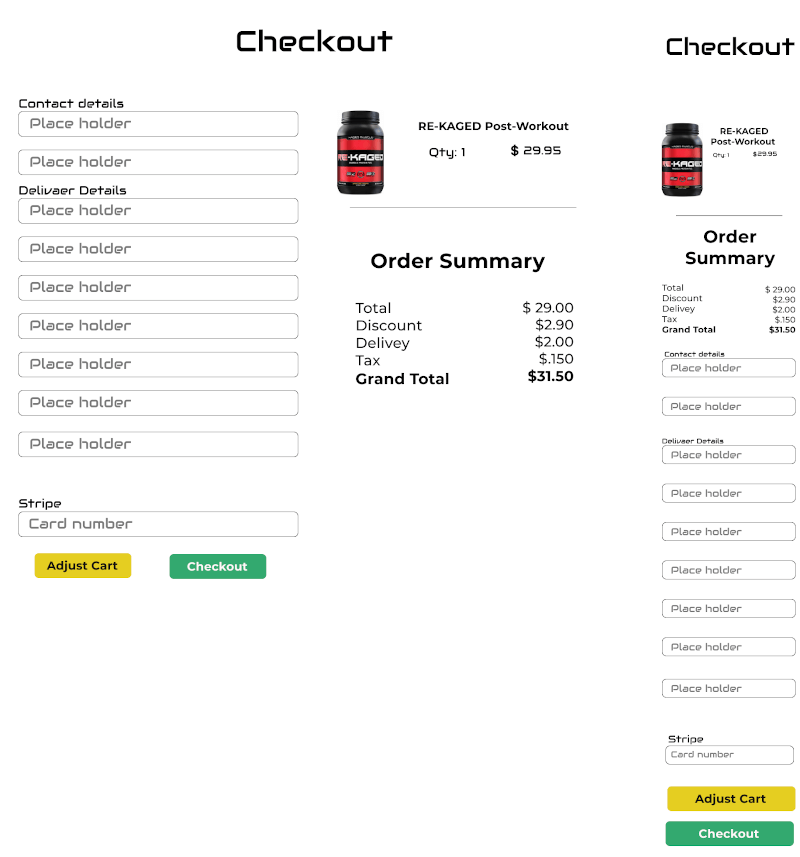 Checkout
Contact details
Place holder
Place holder
Delivaer Details
Place holder
Place holder
Place holder
Place holder
Place holder
Place holder
Place holder
Stripe
Card number
Adjust Cart
Checkout
RE-KAGED
RE-KAGED Post-Workout
Qty: 1
$ 29.95
Order Summary
Total $ 29.00
Discount $2.90
Delivey $2.00
Tax $.150
Grand Total $31.50
Checkout
RE-KAGED
RE-KAGED
Post-Workout
Qty: 1
$29.95
Order
Summary
Total $ 29.00
Discount $2.90
Delivey $2.00
Tax $.150
Grand Total $31.50
Contact details
Place holder
Place holder
Delivaer Details
Place holder
Place holder
Place holder
Place holder
Place holder
Place holder
Place holder
Stripe
Card number
Adjust Cart
Checkout